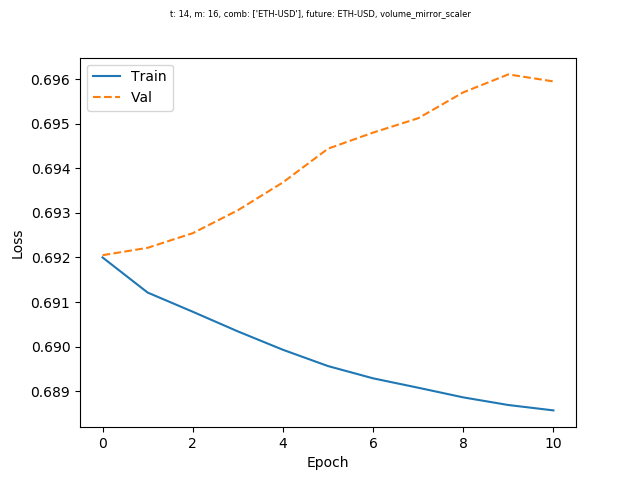 t: 14, m: 16, comb: ['ETH-USD'], future: ETH-USD, volume_mirror_scaler
Train
Val
0.696
0.695
0.694
0.693
0.692
0.691
0.690
0.689
Loss
0
2
4
6
8
10
Epoch